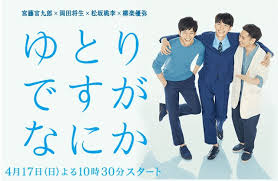 宮藤官九郎×岡田将生×松坂桃李×柳楽優弥
ゆとり
ですが
なにか
4月17日(日)よる10時30分スタート